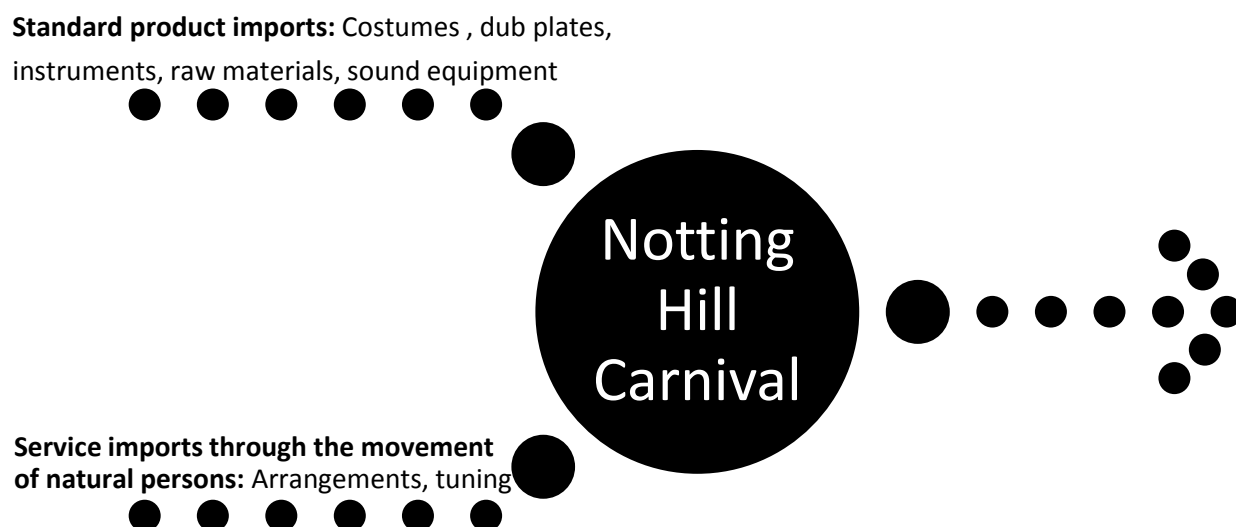 Standard product imports: Costumes , dub plates,
instruments, raw materials, sound equipment
Notting
Hill
Carnival
Service imports through the movement
of natural persons: Arrangements, tuning